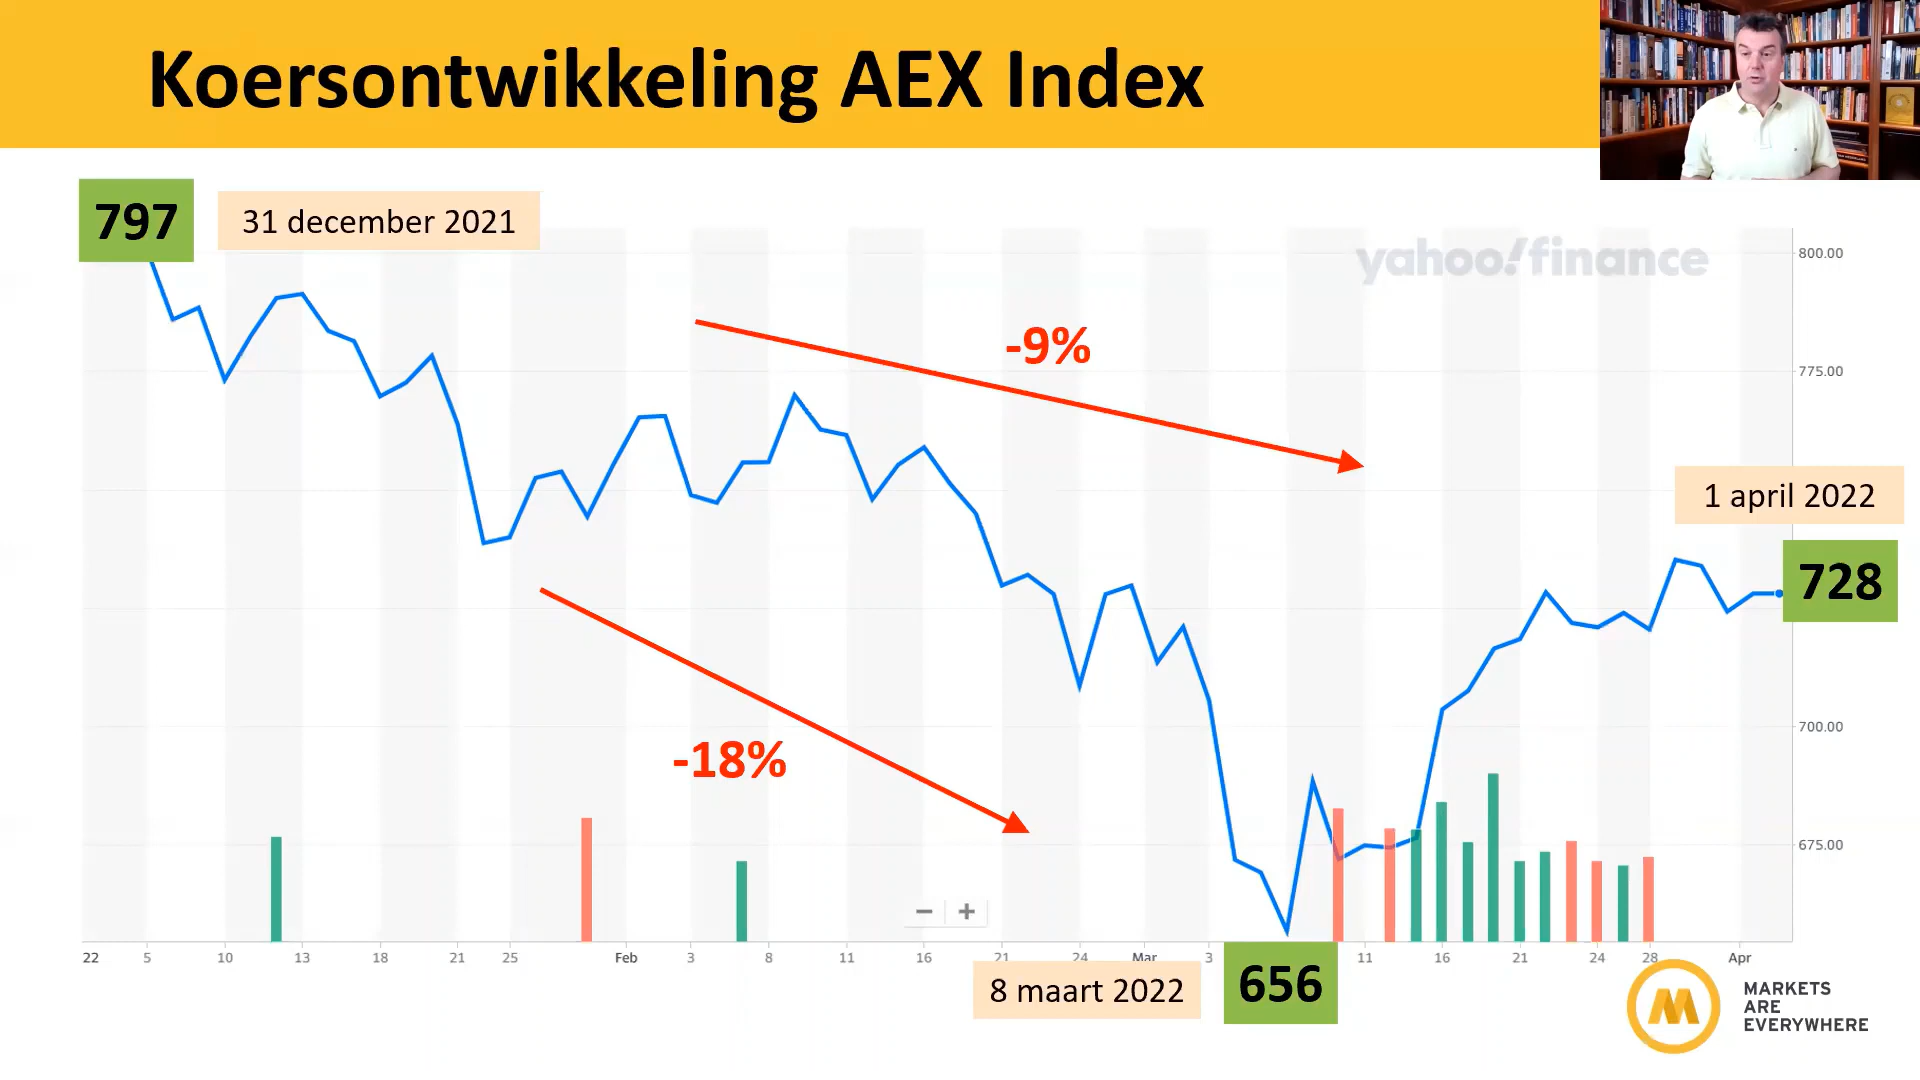 Koersontwikkeling AEX Index
797
31 december 2021
yahoo!finance
800.00
-9%
775.00
1 april 2022
728
-18%
700.00
675.00
− +
22 5 10 13 18 21 25 Feb 3 8 11 16 21 24 Mar 3 11 16 21 24 28 Apr
8 maart 2022
656
MARKETS
ARE
EVERYWHERE